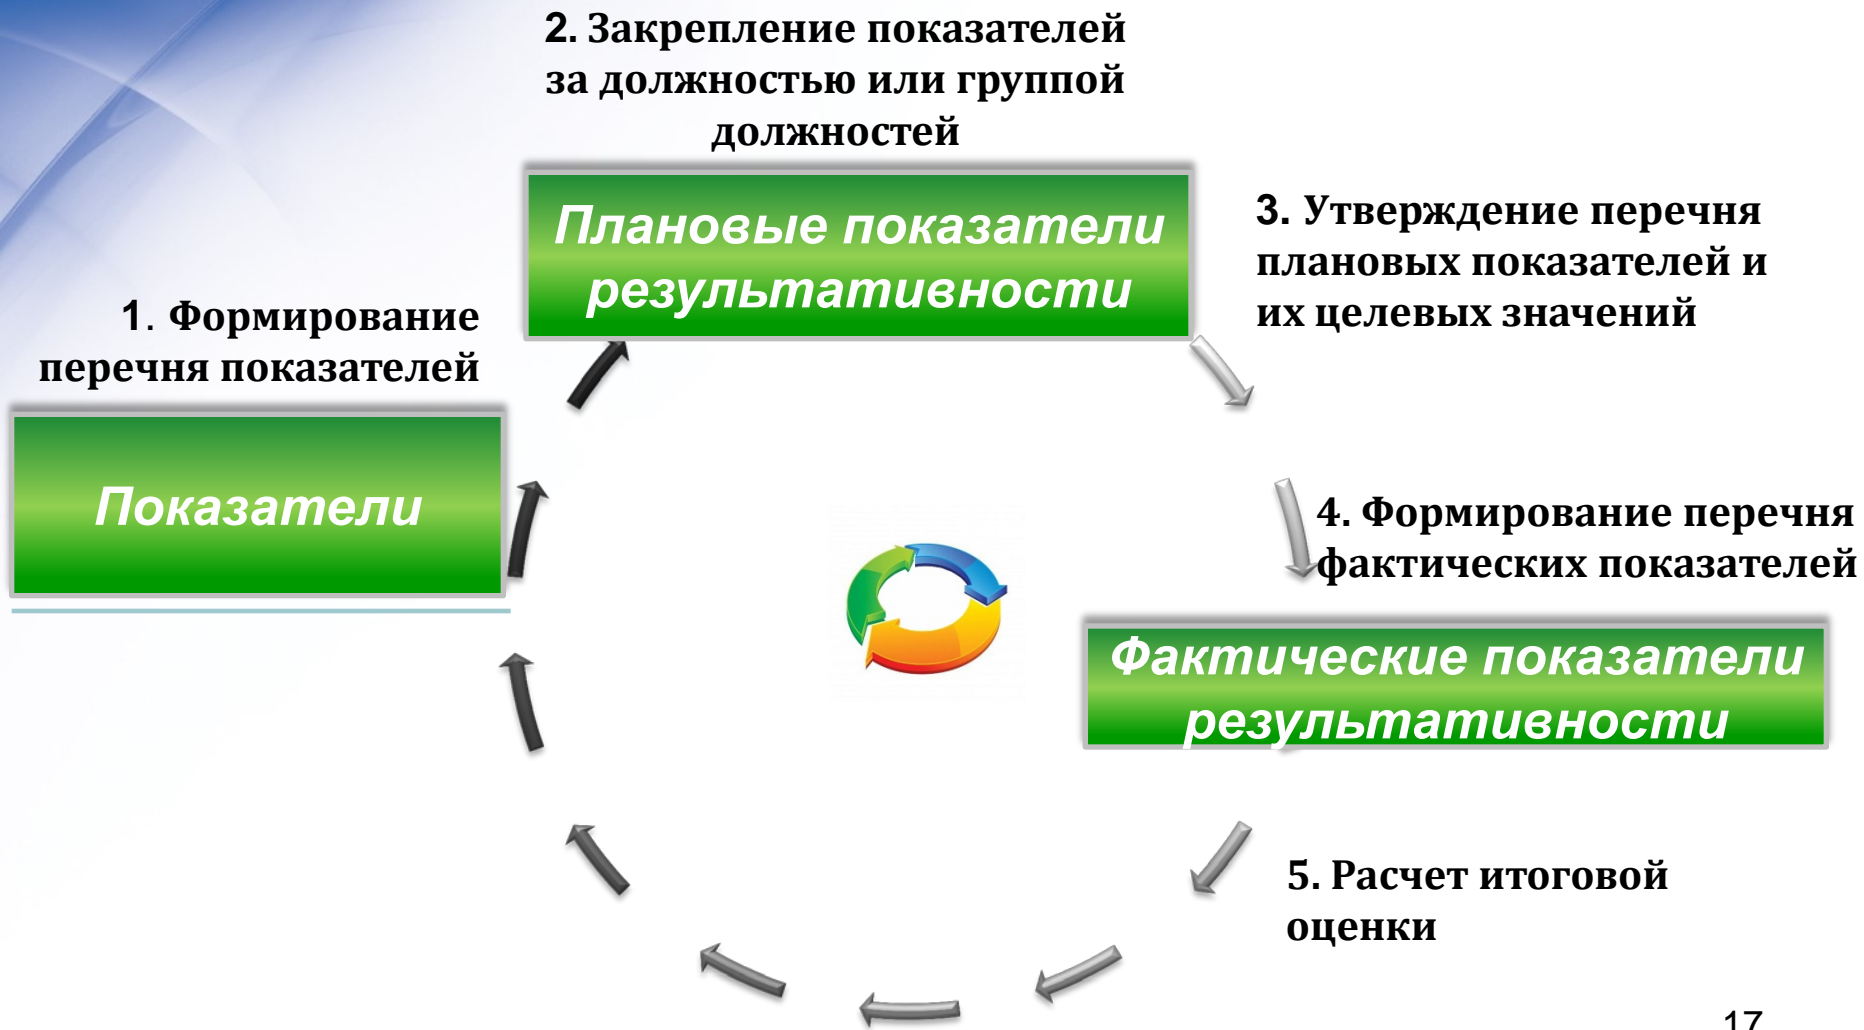 2. Закрепление показателей
за должностью или группой
должностей
Плановые показатели
результативности
3. Утверждение перечня
плановых показателей и
их целевых значений
1. Формирование
перечня показателей
Показатели
4. Формирование перечня
фактических показателей
Фактические показатели
результативности
5. Расчет итоговой
оценки
17